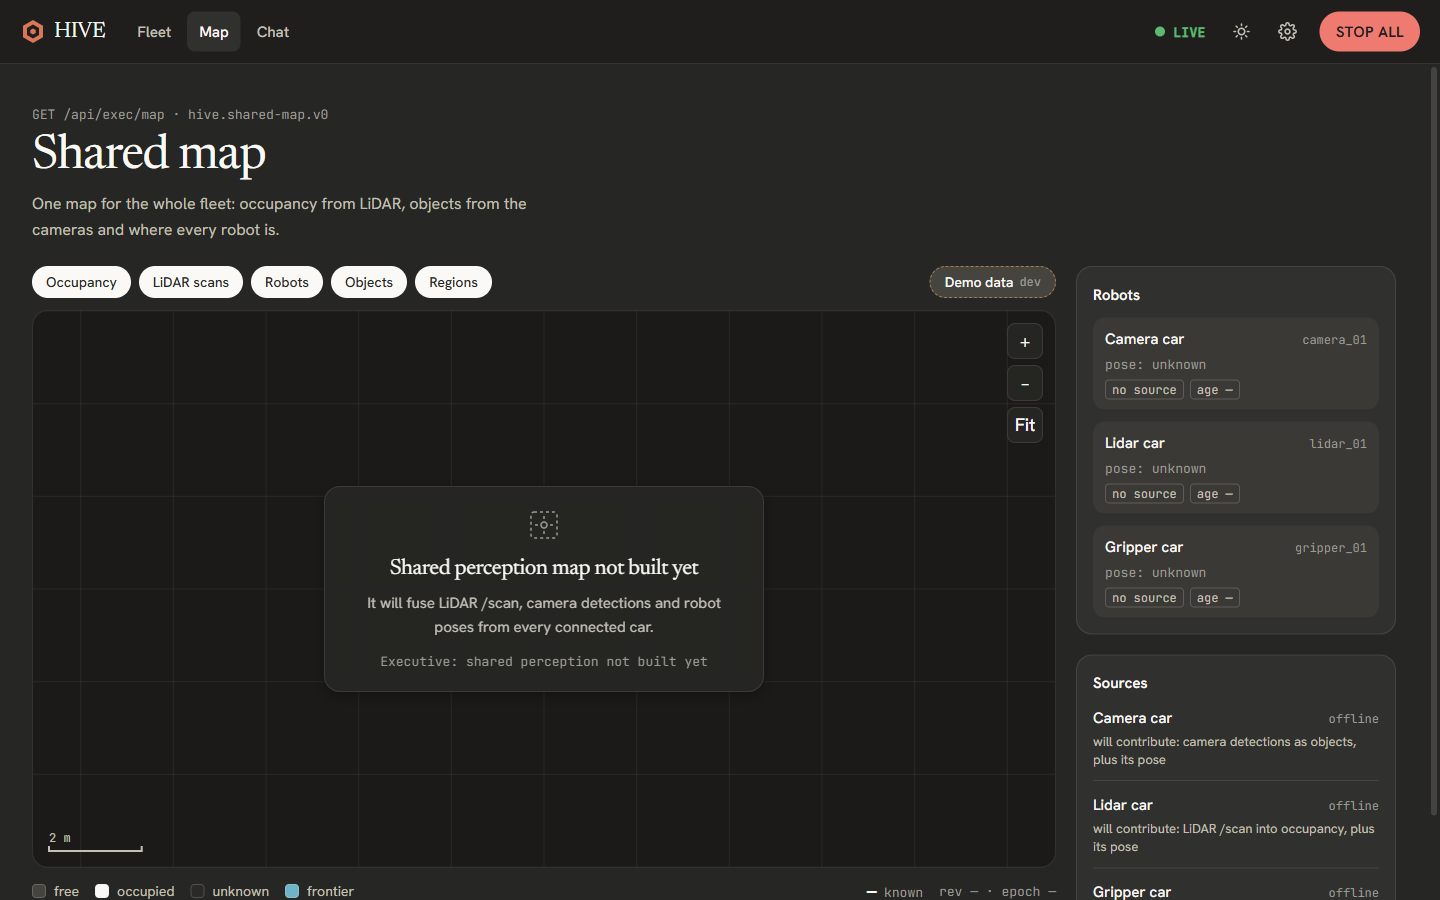 HIVE
Fleet
Map
Chat
LIVE
STOP ALL
GET /api/exec/map · hive.shared-map.v0
Shared map
One map for the whole fleet: occupancy from LiDAR, objects from the
cameras and where every robot is.
Occupancy
LiDAR scans
Robots
Objects
Regions
Demo data dev
+
−
Fit
Shared perception map not built yet
It will fuse LiDAR /scan, camera detections and robot
poses from every connected car.
Executive: shared perception not built yet
2 m
free
occupied
unknown
frontier
— known rev — · epoch —
Robots
Camera car camera_01
pose: unknown
no source age —
Lidar car lidar_01
pose: unknown
no source age —
Gripper car gripper_01
pose: unknown
no source age —
Sources
Camera car offline
will contribute: camera detections as objects,
plus its pose
Lidar car offline
will contribute: LiDAR /scan into occupancy, plus
its pose
Gripper car offline